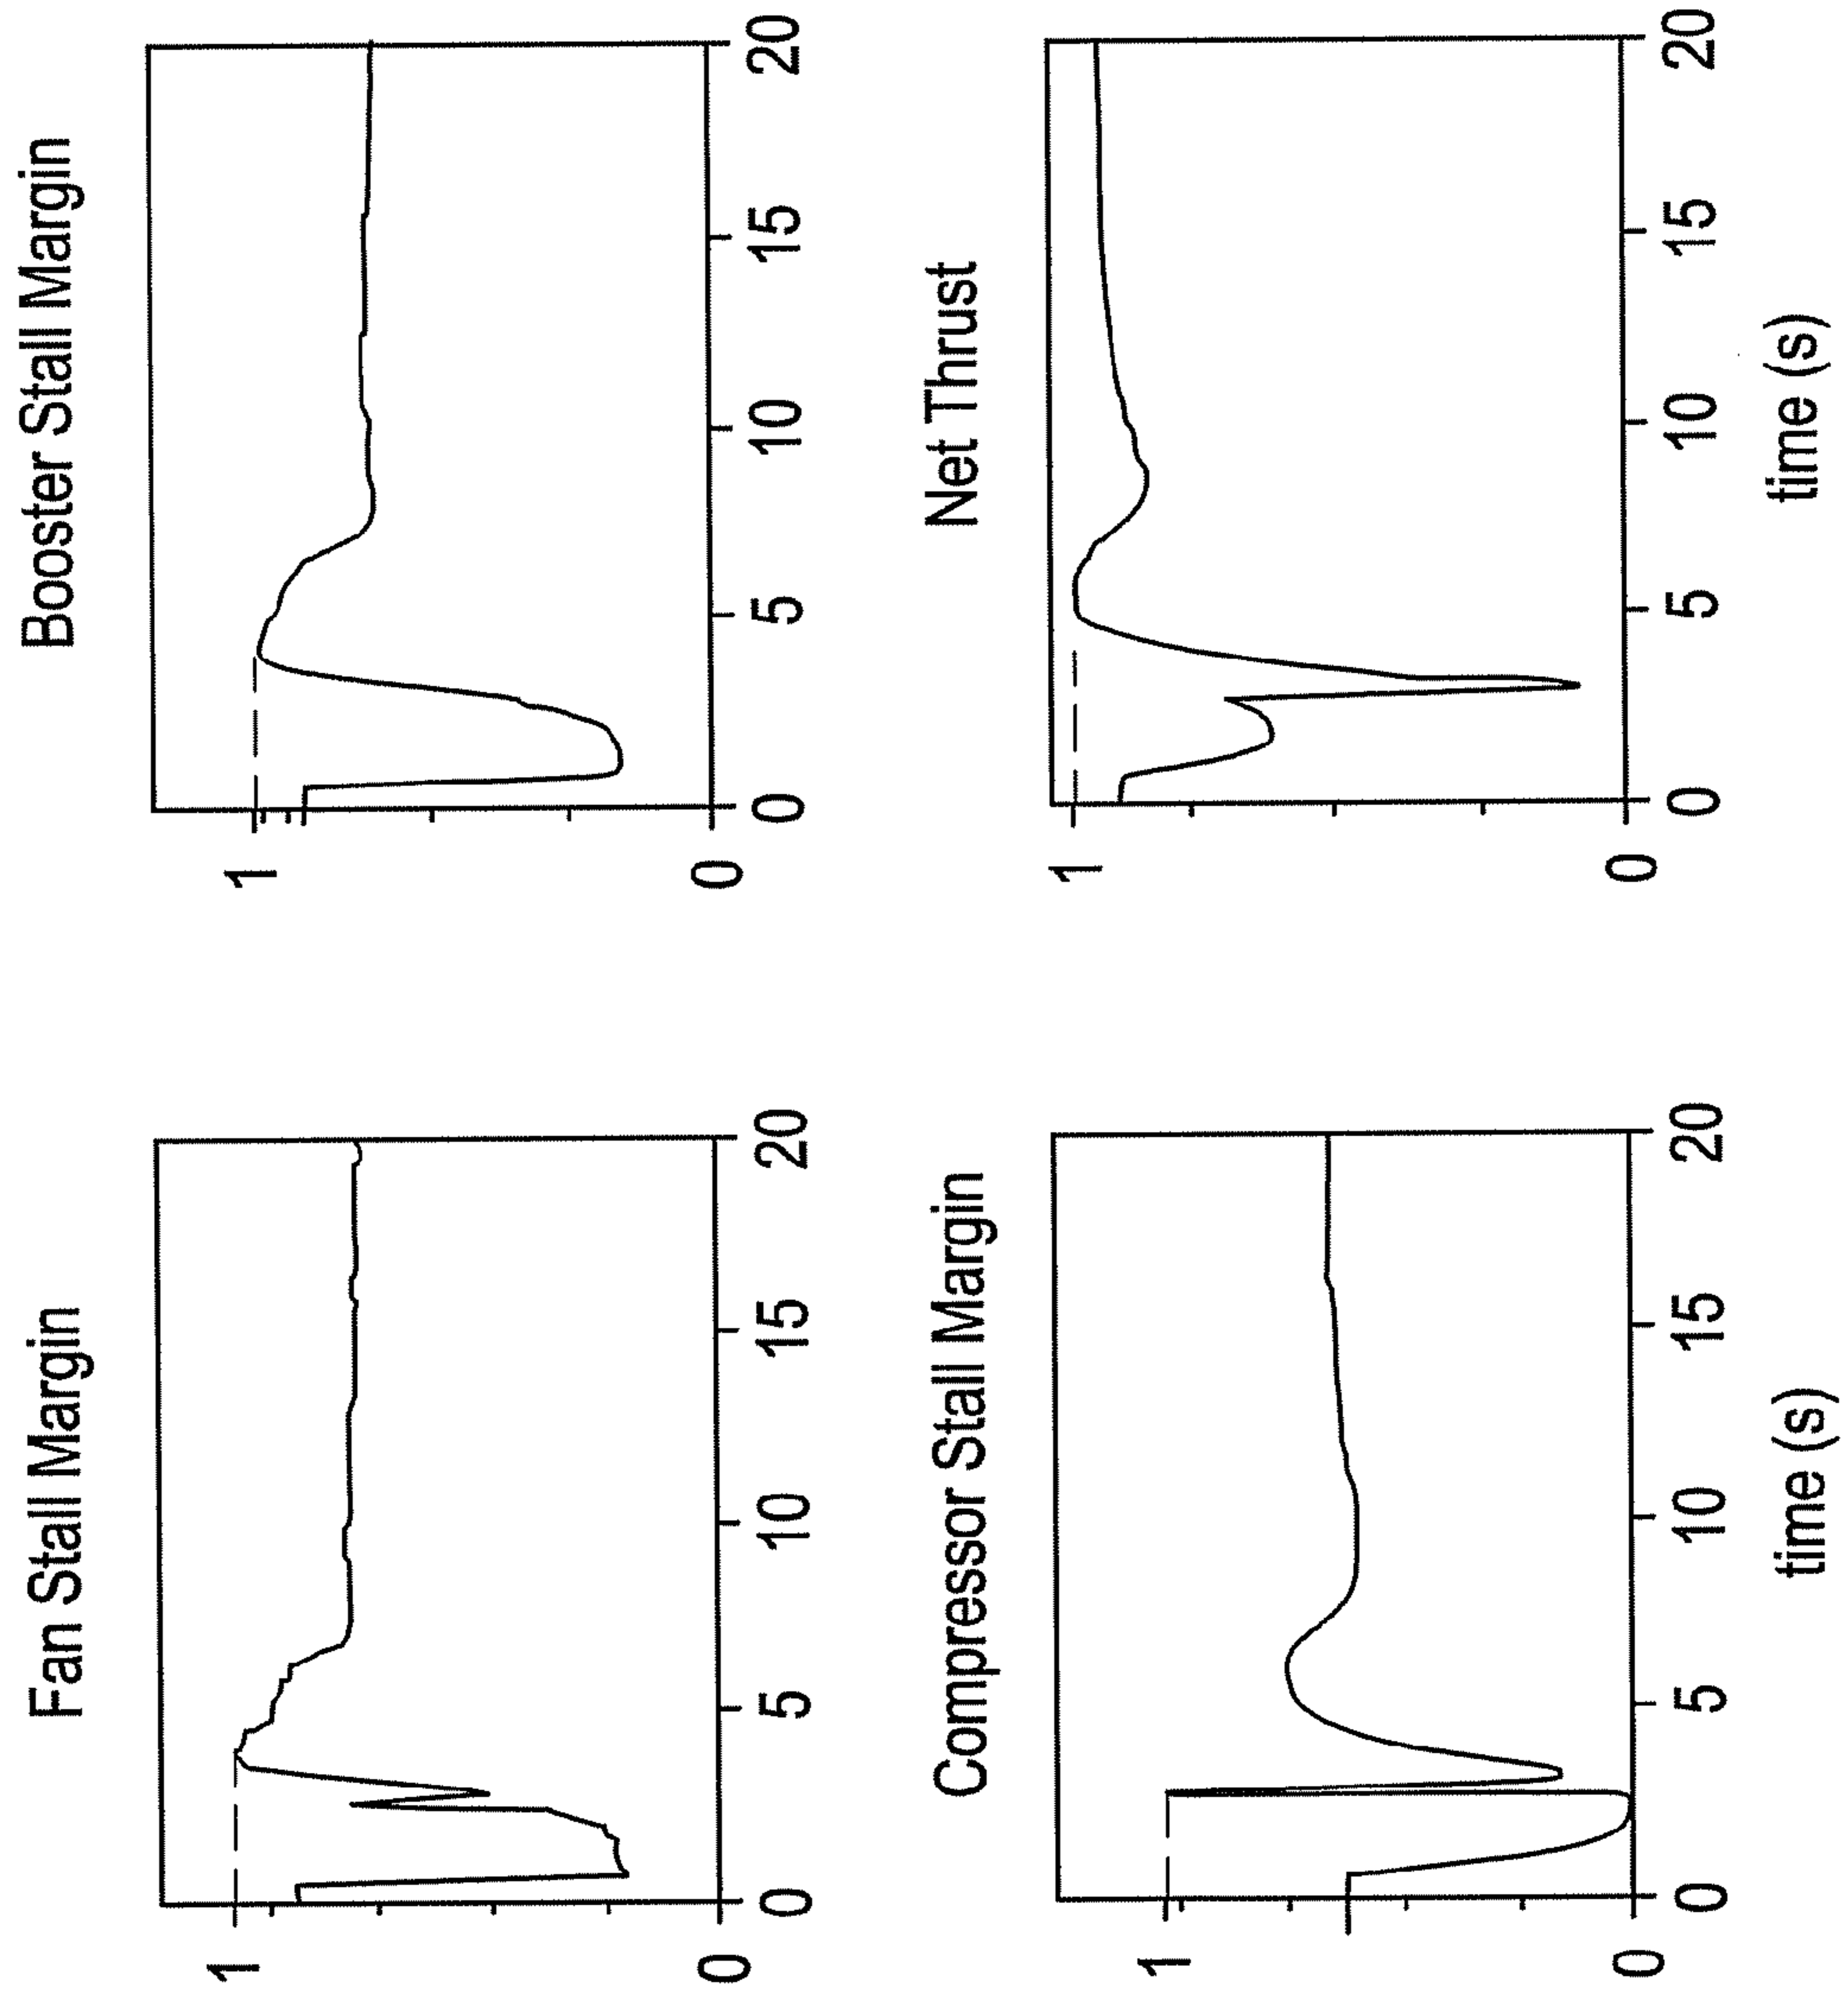 Fan Stall Margin
1
0
0 5 10 15 20
Booster Stall Margin
1
0
0 5 10 15 20
Compressor Stall Margin
1
0
0 5 10 15 20
time (s)
Net Thrust
1
0
0 5 10 15 20
time (s)